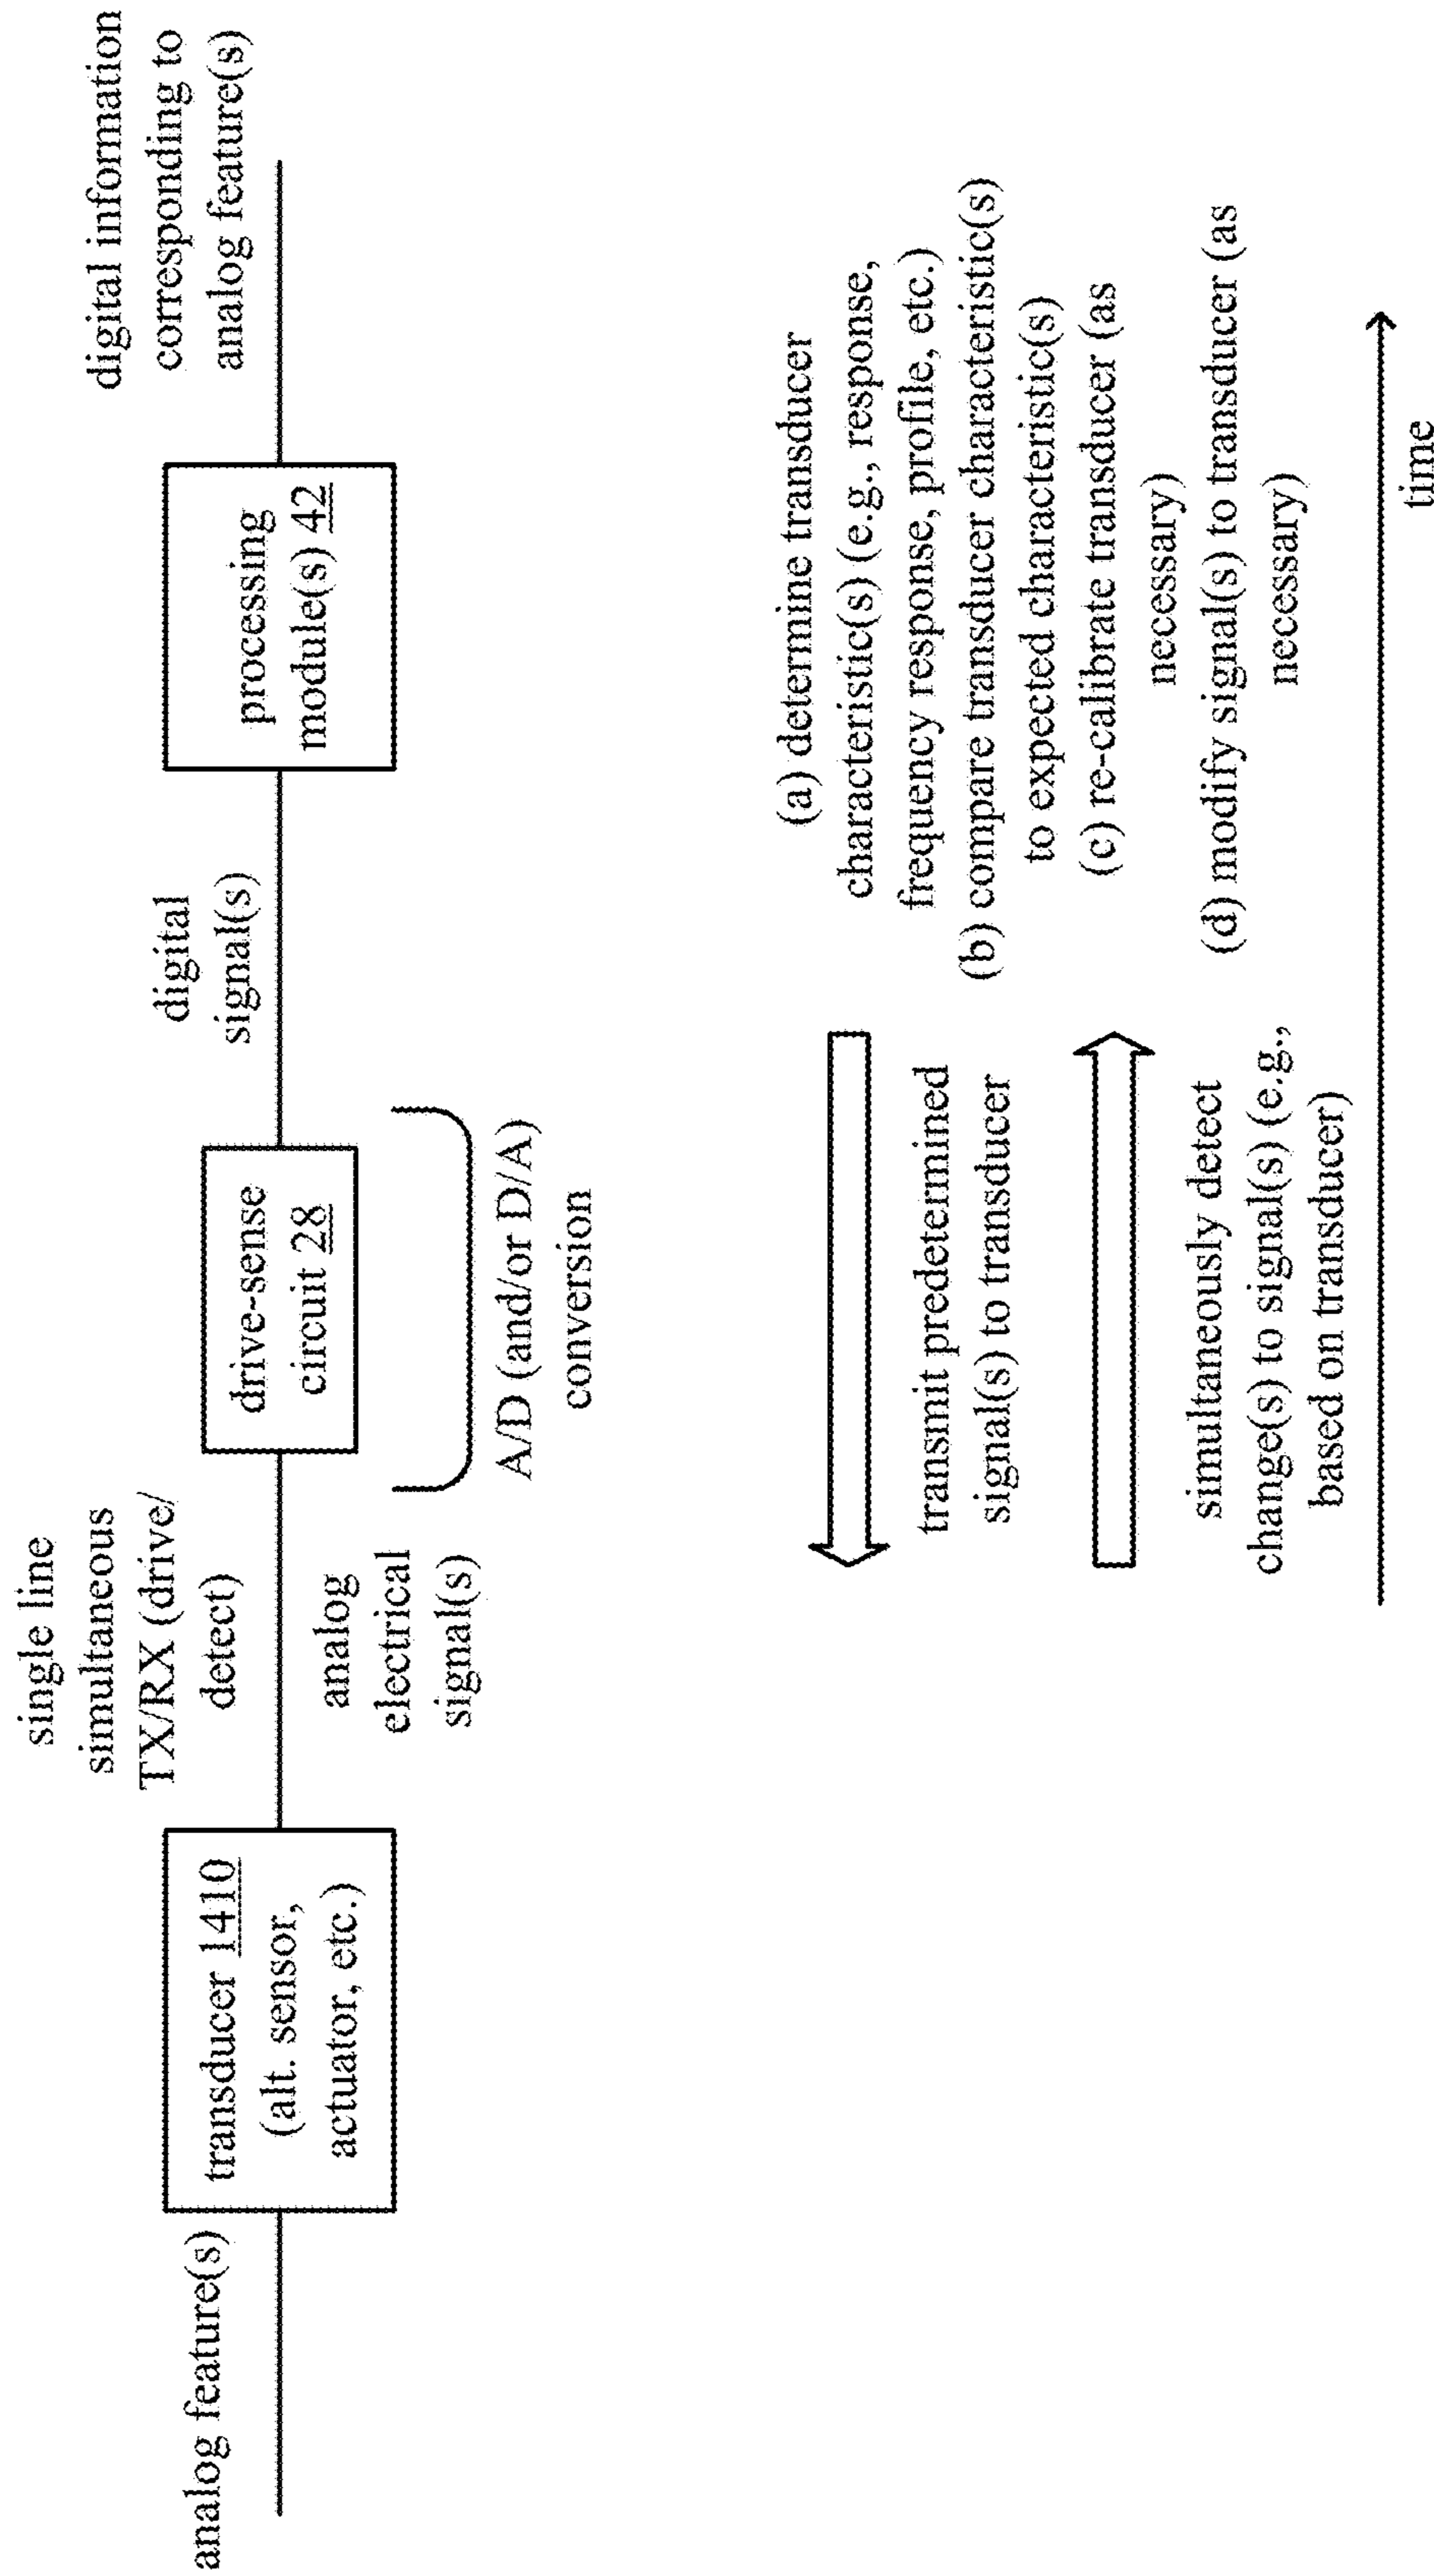 analog feature(s)
transducer 1410
(alt. sensor,
actuator, etc.)
single line
simultaneous
TX/RX (drive/
detect)
analog
electrical
signal(s)
drive-sense
circuit 28
A/D (and/or D/A)
conversion
digital
signal(s)
processing
module(s) 42
digital information
corresponding to
analog feature(s)
transmit predetermined
signal(s) to transducer
simultaneously detect
change(s) to signal(s) (e.g.,
based on transducer)
(a) determine transducer
characteristic(s) (e.g., response,
frequency response, profile, etc.)
(b) compare transducer characteristic(s)
to expected characteristic(s)
(c) re-calibrate transducer (as
necessary)
(d) modify signal(s) to transducer (as
necessary)
time